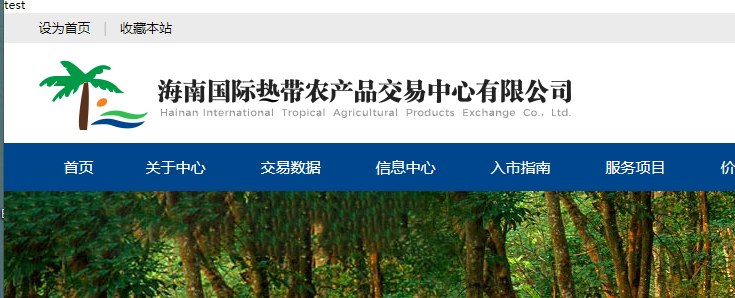 test
设为首页 | 收藏本站
海南国际热带农产品交易中心有限公司
Hainan International Tropical Agricultural Products Exchange Co., Ltd.
首页 关于中心 交易数据 信息中心 入市指南 服务项目 价